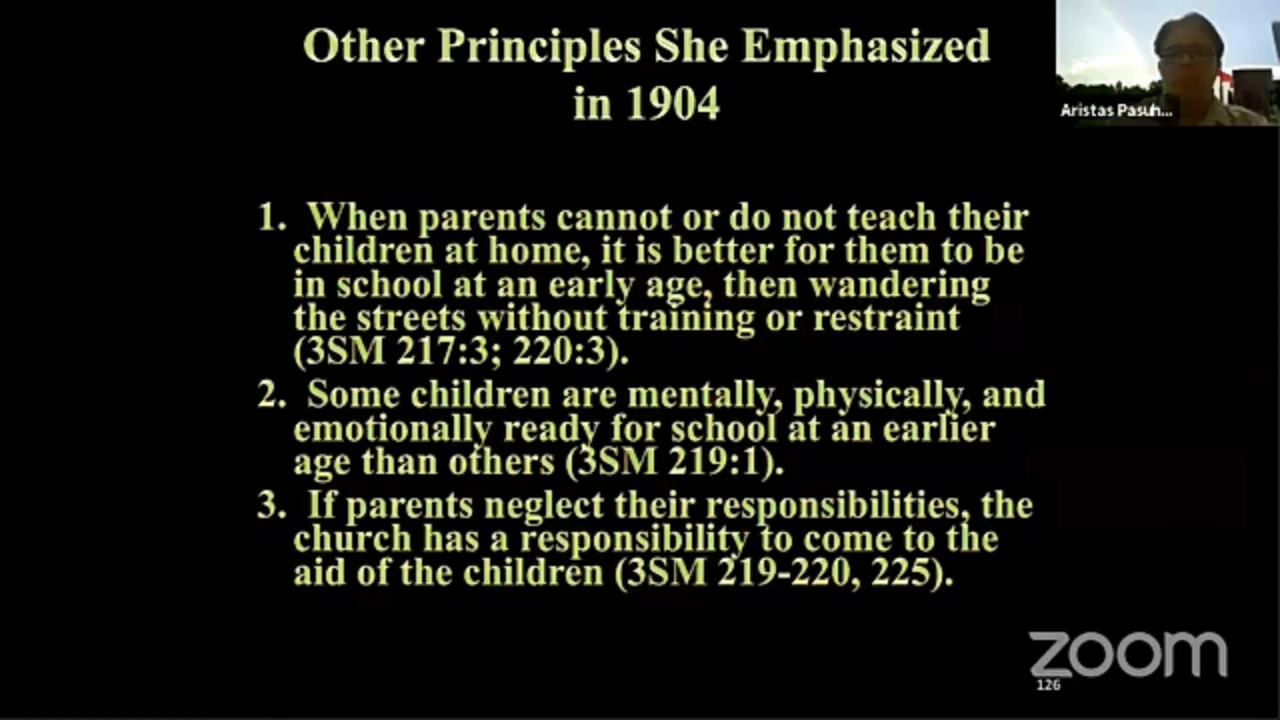 Other Principles She Emphasized
in 1904
Aristas Pasuh...
1. When parents cannot or do not teach their
children at home, it is better for them to be
in school at an early age, then wandering
the streets without training or restraint
(3SM 217:3; 220:3).
2. Some children are mentally, physically, and
emotionally ready for school at an earlier
age than others (3SM 219:1).
3. If parents neglect their responsibilities, the
church has a responsibility to come to the
aid of the children (3SM 219-220, 225).
zoom
126